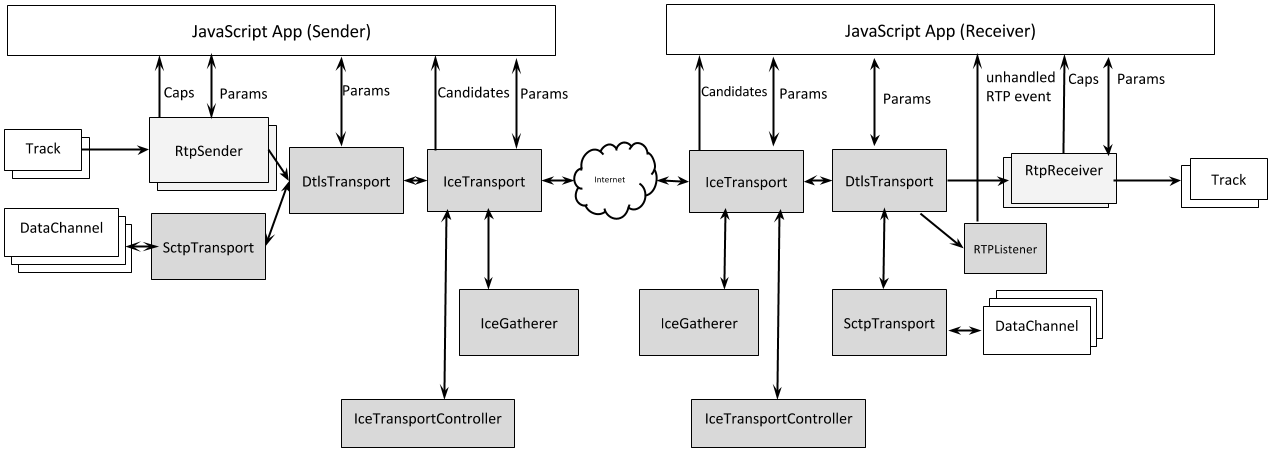 JavaScript App (Sender)
JavaScript App (Receiver)
Caps
Params
Params
Candidates
Params
Candidates
Params
Params
unhandled
RTP event
Caps
Params
Track
RtpSender
DtlsTransport
IceTransport
Internet
IceTransport
DtlsTransport
RtpReceiver
Track
DataChannel
SctpTransport
RTPListener
IceGatherer
IceGatherer
SctpTransport
DataChannel
IceTransportController
IceTransportController